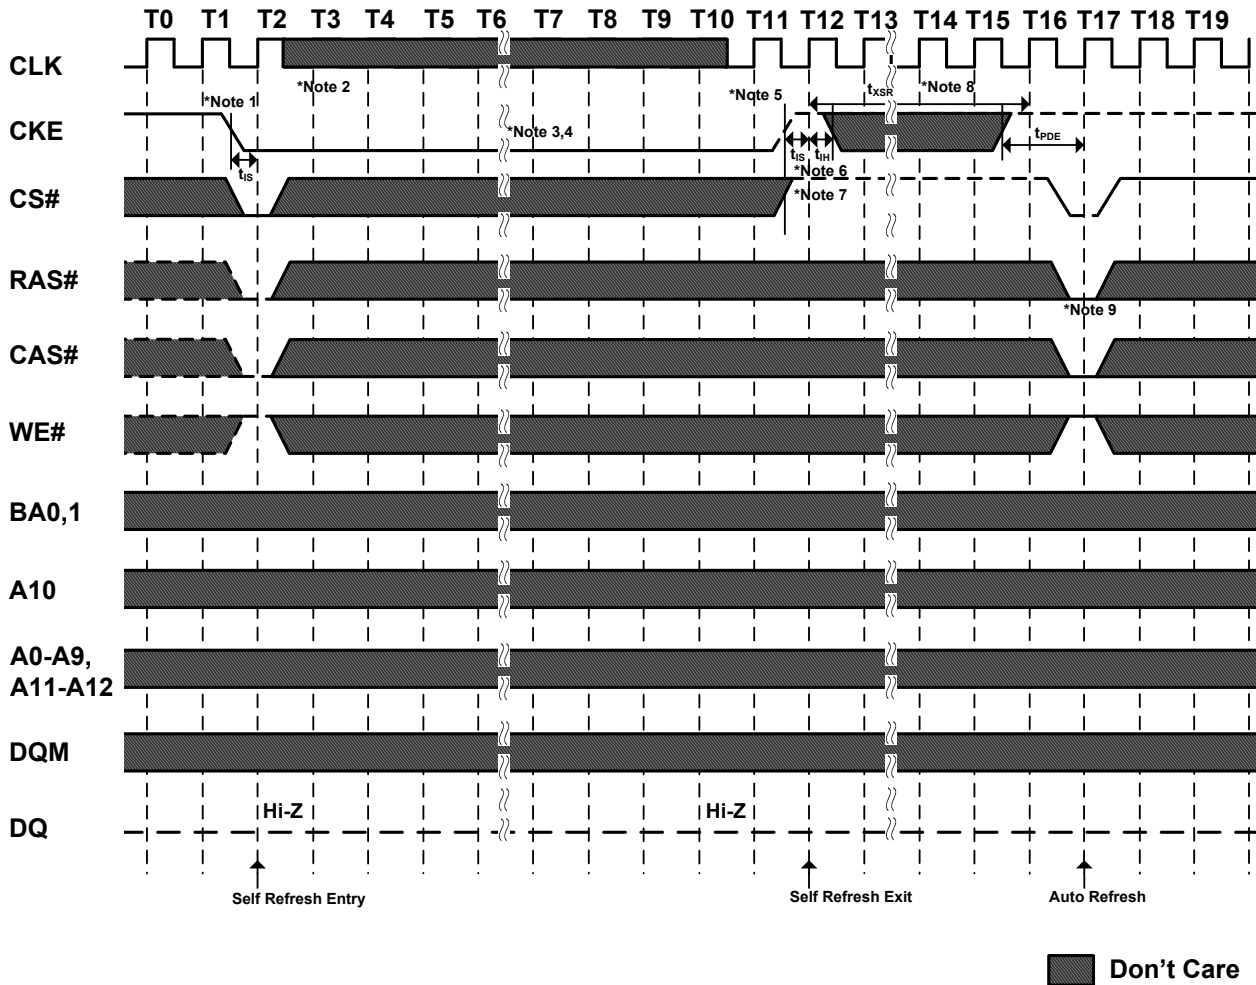 T0 T1 T2 T3 T4 T5 T6 T7 T8 T9 T10 T11 T12 T13 T14 T15 T16 T17 T18 T19
CLK
*Note 1 *Note 2 *Note 5 tXSR *Note 8
CKE *Note 3,4 tIS tIH tPDE
tIS *Note 6
CS# *Note 7
RAS#
*Note 9
CAS#
WE#
BA0,1
A10
A0-A9,
A11-A12
DQM
Hi-Z Hi-Z
DQ
Self Refresh Entry Self Refresh Exit Auto Refresh
Don't Care